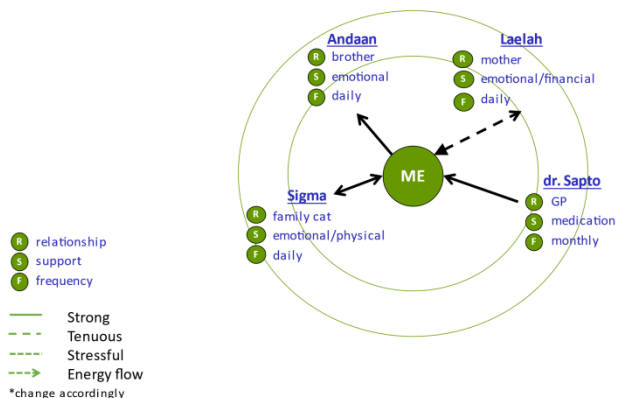 Andaan
R brother
S emotional
F daily
Laelah
R mother
S emotional/financial
F daily
ME
Sigma
R family cat
S emotional/physical
F daily
dr. Sapto
R GP
S medication
F monthly
R relationship
S support
F frequency
Strong
Tenuous
Stressful
Energy flow
*change accordingly